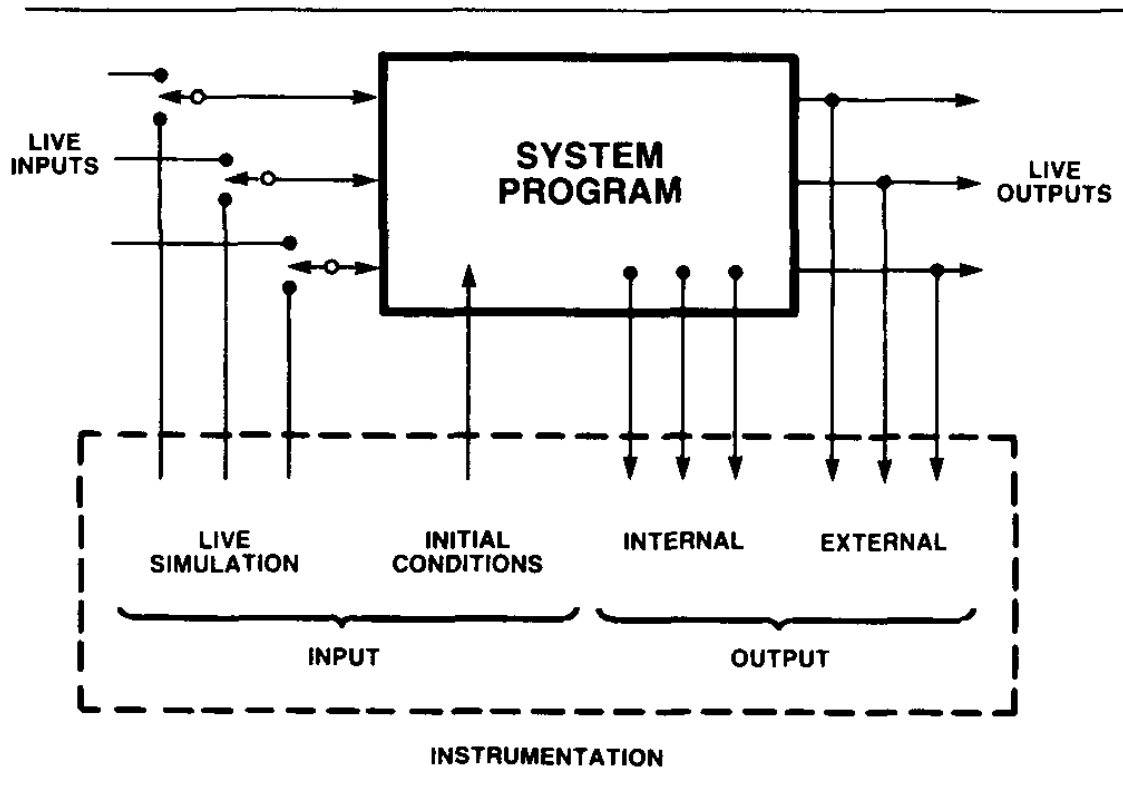 SYSTEM
PROGRAM
LIVE
INPUTS
LIVE
OUTPUTS
LIVE
SIMULATION
INITIAL
CONDITIONS
INTERNAL
EXTERNAL
INPUT
OUTPUT
INSTRUMENTATION